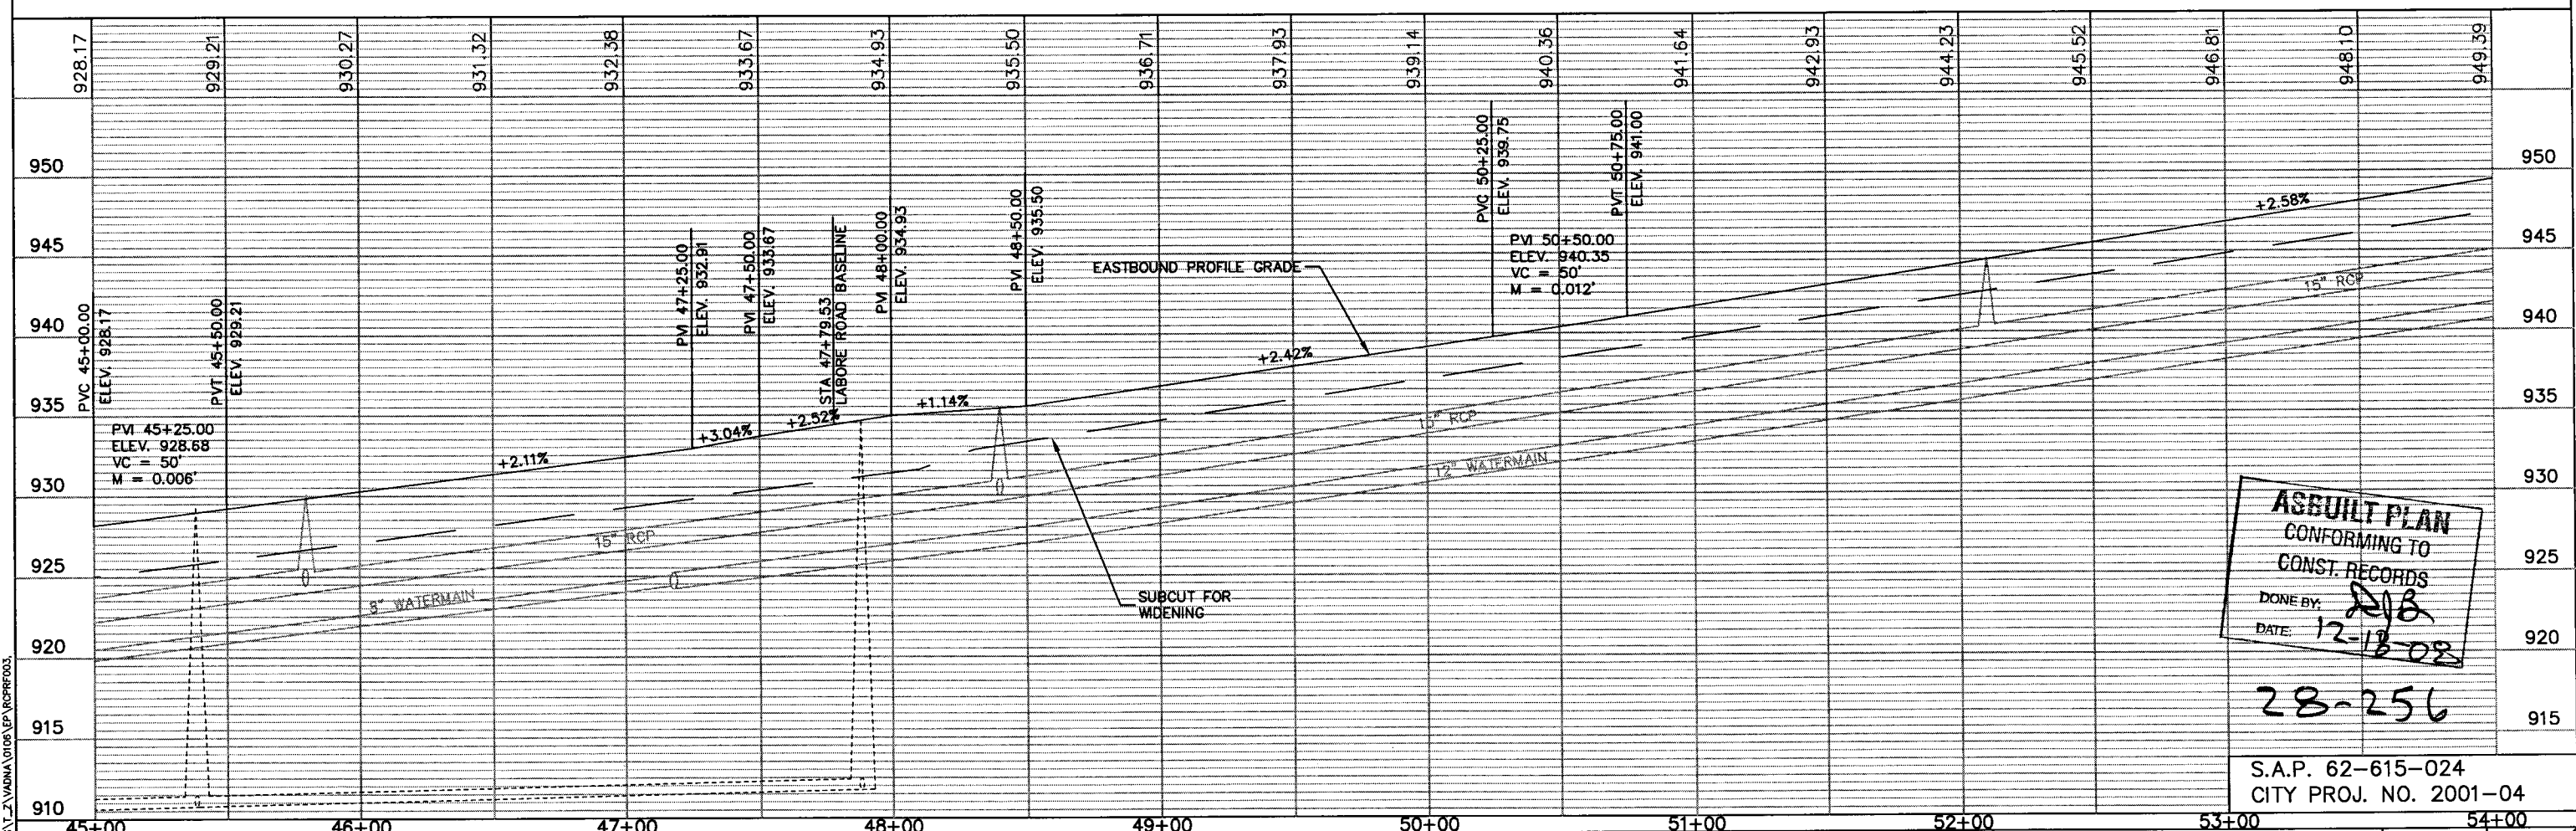 928.17
929.21
930.27
931.32
932.38
933.67
934.93
935.50
936.71
937.93
939.14
940.36
941.64
942.93
944.23
945.52
946.81
948.10
949.39
950
945
940
935
930
925
920
915
910
PVC 45+00.00
ELEV. 928.17
PVI 45+25.00
ELEV. 928.68
VC = 50'
M = 0.006'
PVT 45+50.00
ELEV. 929.21
+2.11%
PVI 47+25.00
ELEV. 932.91
+3.04%
PVI 47+50.00
ELEV. 933.67
+2.52%
STA 47+79.53
LABORE ROAD BASELINE
PVI 48+00.00
ELEV. 934.93
+1.14%
PVI 48+50.00
ELEV. 935.50
EASTBOUND PROFILE GRADE
+2.42%
PVC 50+25.00
ELEV. 939.75
PVI 50+50.00
ELEV. 940.35
VC = 50'
M = 0.012'
PVT 50+75.00
ELEV. 941.00
+2.58%
15" RCP
8" WATERMAIN
15" RCP
12" WATERMAIN
15" RCP
SUBCUT FOR
WIDENING
950
945
940
935
930
925
920
915
ASBUILT PLAN
CONFORMING TO
CONST. RECORDS
DONE BY:
DATE: 12-18-08
28-256
S.A.P. 62-615-024
CITY PROJ. NO. 2001-04
45+00
46+00
47+00
48+00
49+00
50+00
51+00
52+00
53+00
54+00